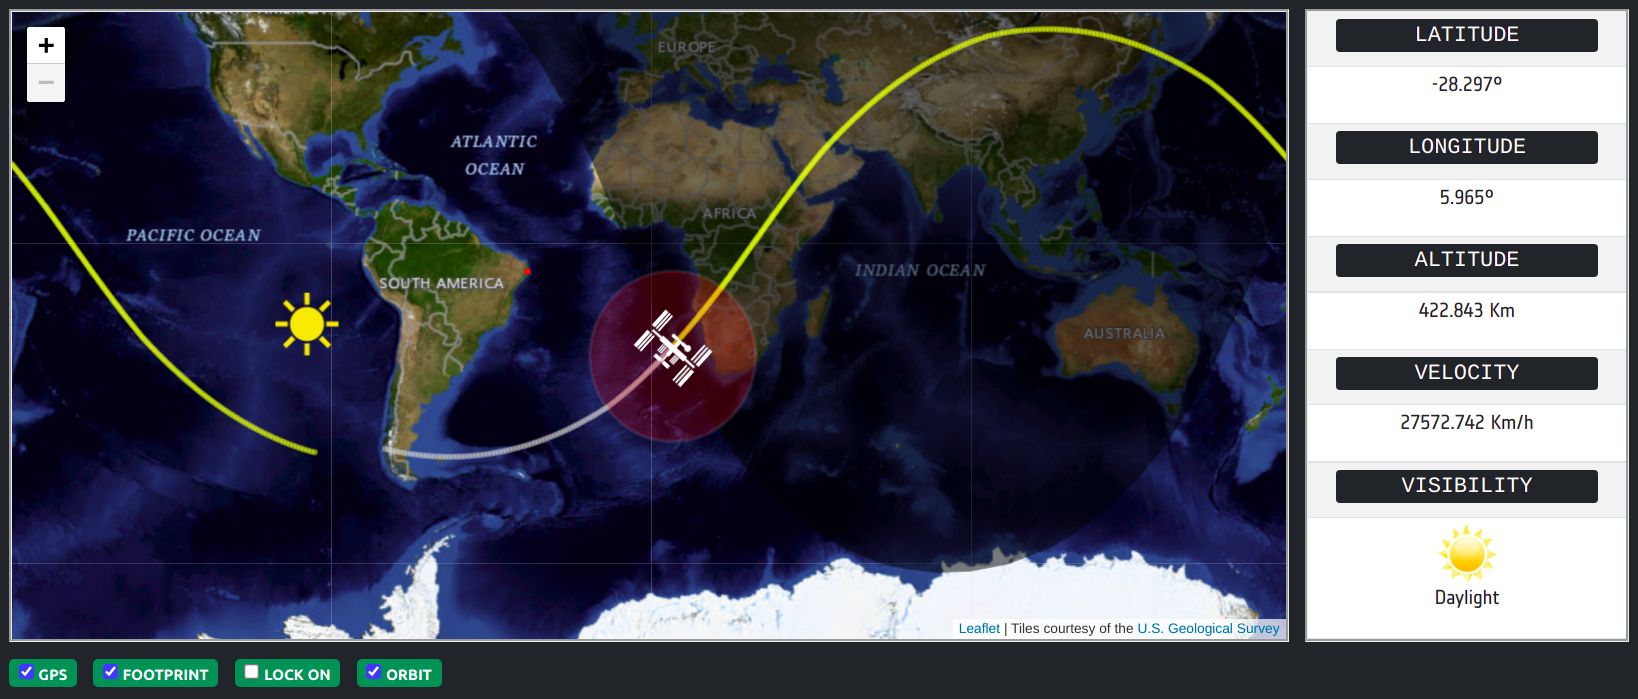 +
−
NORTH AMERICA
EUROPE
ATLANTIC
OCEAN
AFRICA
PACIFIC OCEAN
INDIAN OCEAN
SOUTH AMERICA
AUSTRALIA
Leaflet | Tiles courtesy of the U.S. Geological Survey
GPS
FOOTPRINT
LOCK ON
ORBIT
LATITUDE
-28.297º
LONGITUDE
5.965º
ALTITUDE
422.843 Km
VELOCITY
27572.742 Km/h
VISIBILITY
Daylight